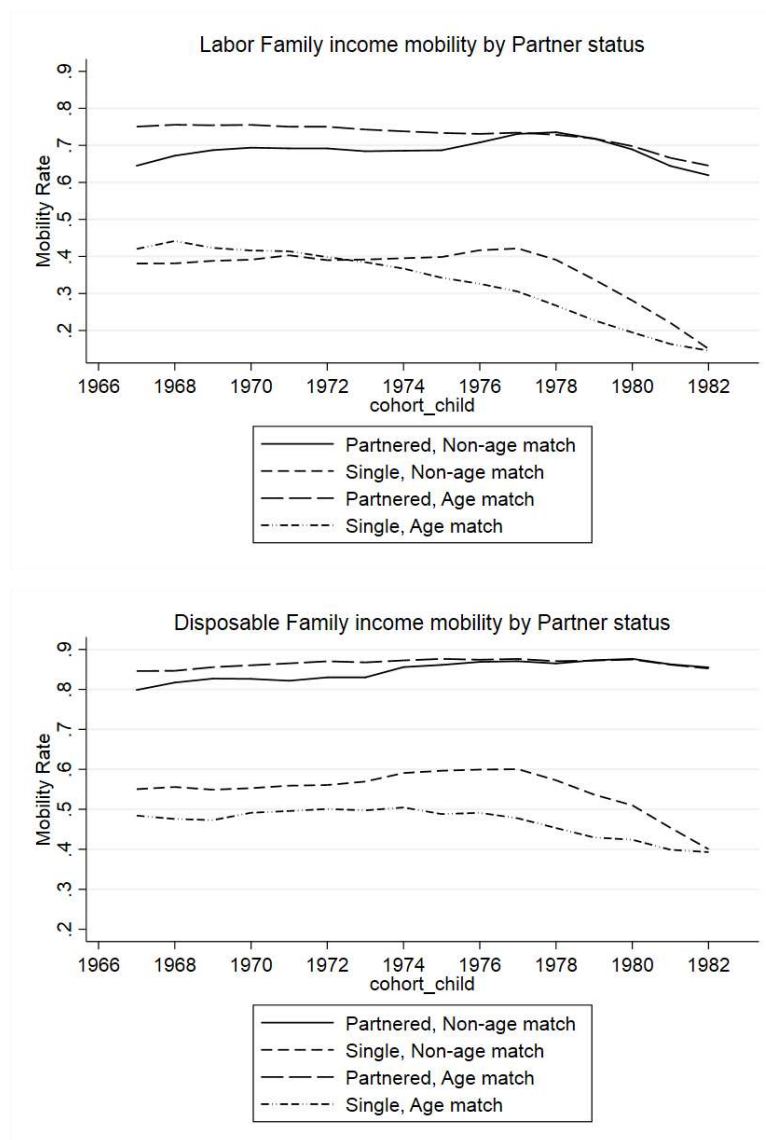 Labor Family income mobility by Partner status
Mobility Rate
.9
.8
.7
.6
.5
.4
.3
.2
1966 1968 1970 1972 1974 1976 1978 1980 1982
cohort_child
Partnered, Non-age match
Single, Non-age match
Partnered, Age match
Single, Age match
Disposable Family income mobility by Partner status
Mobility Rate
.9
.8
.7
.6
.5
.4
.3
.2
1966 1968 1970 1972 1974 1976 1978 1980 1982
cohort_child
Partnered, Non-age match
Single, Non-age match
Partnered, Age match
Single, Age match